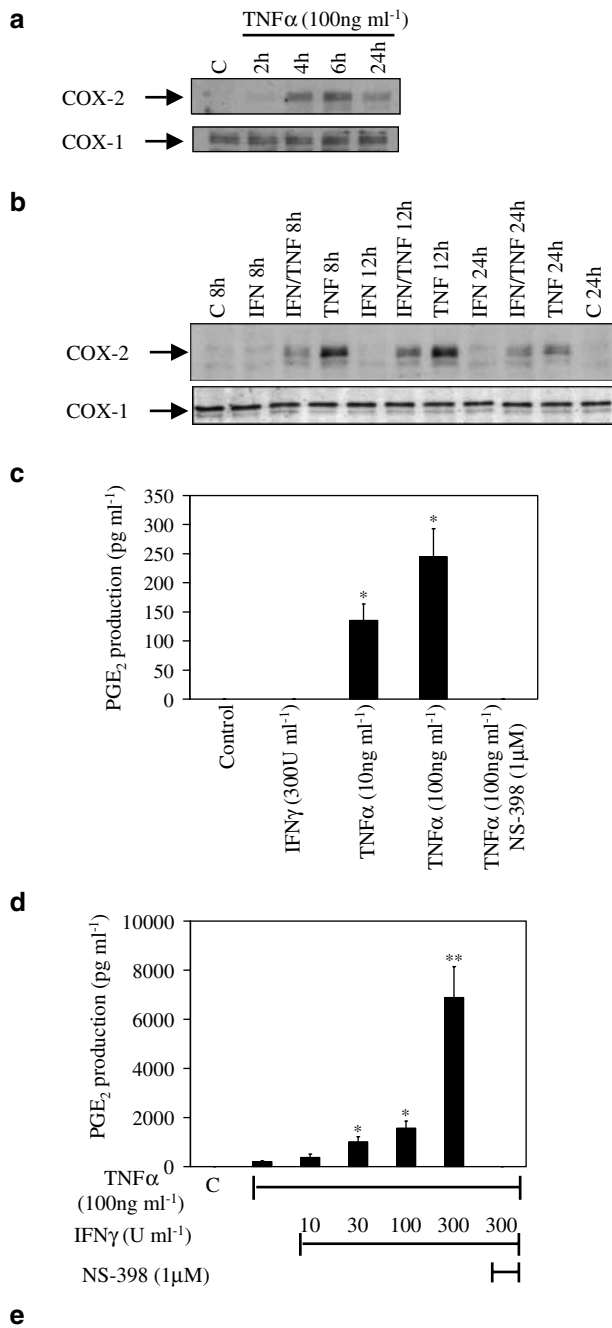 a
TNFα (100ng ml-1)
C
2h
4h
6h
24h
COX-2
COX-1
b
C 8h
IFN 8h
IFN/TNF 8h
TNF 8h
IFN 12h
IFN/TNF 12h
TNF 12h
IFN 24h
IFN/TNF 24h
TNF 24h
C 24h
COX-2
COX-1
c
PGE2 production (pg ml-1)
350
300
250
200
150
100
50
0
*
*
Control
IFNγ (300U ml-1)
TNFα (10ng ml-1)
TNFα (100ng ml-1)
TNFα (100ng ml-1)
NS-398 (1µM)
d
PGE2 production (pg ml-1)
10000
8000
6000
4000
2000
0
*
*
**
TNFα
(100ng ml-1)
C
IFNγ (U ml-1)
10 30 100 300 300
NS-398 (1µM)
e